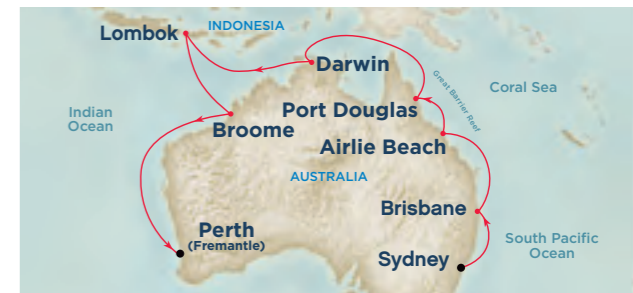 Lombok
INDONESIA
Darwin
Great Barrier Reef
Coral Sea
Indian
Ocean
Port Douglas
Broome
Airlie Beach
AUSTRALIA
Brisbane
Perth
(Fremantle)
South Pacific
Ocean
Sydney